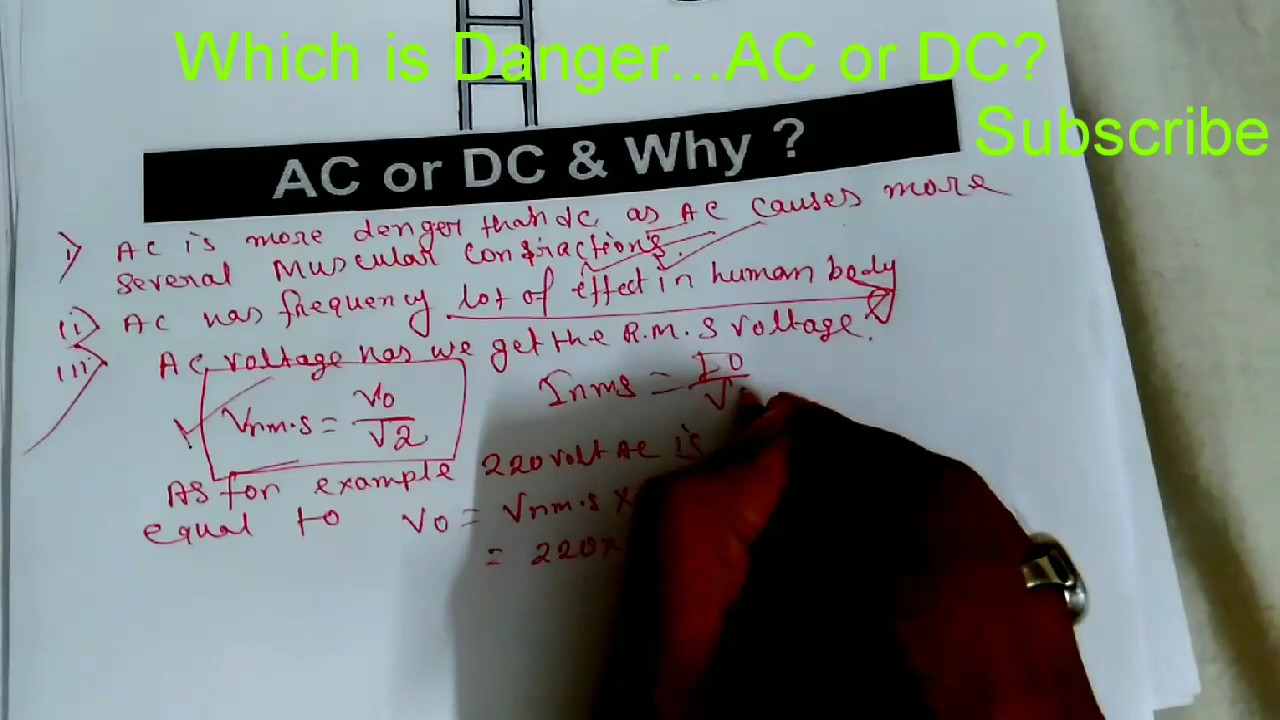 Which is Danger...AC or DC?
Subscribe
AC or DC & Why ?
i) AC is more denger than dc as AC causes more
several Muscular constractions.
ii) AC has frequency lot of effect in human body
iii) AC voltage has we get the R.M.S voltage.
Vrm.s = V0/√2
Irms = I0/√
As for example 220 volt AC is
equal to V0 = Vrm.s ×
= 220×